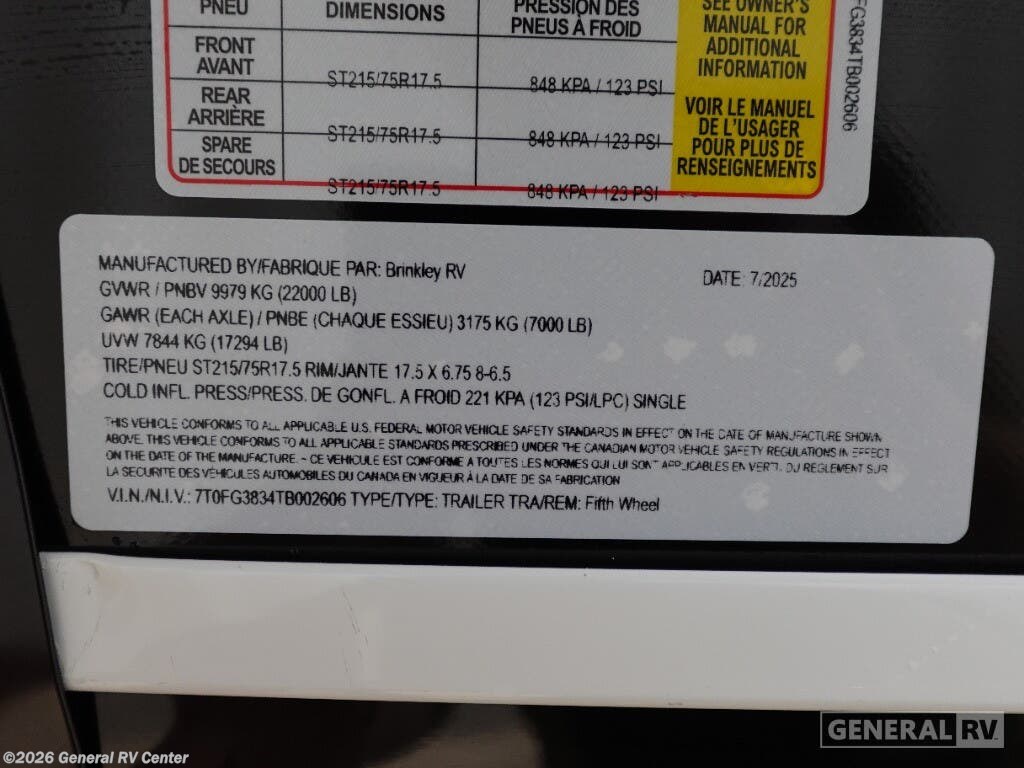 PNEU
DIMENSIONS
PRESSION DES
PNEUS À FROID
SEE OWNER'S
MANUAL FOR
ADDITIONAL
INFORMATION
FRONT
AVANT
ST215/75R17.5
848 KPA / 123 PSI
REAR
ARRIÈRE
ST215/75R17.5
848 KPA / 123 PSI
SPARE
DE SECOURS
ST215/75R17.5
848 KPA / 123 PSI
VOIR LE MANUEL
DE L'USAGER
POUR PLUS DE
RENSEIGNEMENTS
FG3834TB002606
MANUFACTURED BY/FABRIQUE PAR: Brinkley RV
DATE: 7/2025
GVWR / PNBV 9979 KG (22000 LB)
GAWR (EACH AXLE) / PNBE (CHAQUE ESSIEU) 3175 KG (7000 LB)
UVW 7844 KG (17294 LB)
TIRE/PNEU ST215/75R17.5 RIM/JANTE 17.5 X 6.75 8-6.5
COLD INFL. PRESS/PRESS. DE GONFL. A FROID 221 KPA (123 PSI/LPC) SINGLE
THIS VEHICLE CONFORMS TO ALL APPLICABLE U.S. FEDERAL MOTOR VEHICLE SAFETY STANDARDS IN EFFECT ON THE DATE OF MANUFACTURE SHOWN
ABOVE. THIS VEHICLE CONFORMS TO ALL APPLICABLE STANDARDS PRESCRIBED UNDER THE CANADIAN MOTOR VEHICLE SAFETY REGULATIONS IN EFFECT
ON THE DATE OF THE MANUFACTURE. - CE VEHICULE EST CONFORME A TOUTES LES NORMES QUI LUI SONT APPLICABLES EN VERTU DU REGLEMENT SUR
LA SECURITE DES VÉHICULES AUTOMOBILES DU CANADA EN VIGUEUR À LA DATE DE SA FABRICATION
V.I.N./N.I.V.: 7T0FG3834TB002606 TYPE/TYPE: TRAILER TRA/REM: Fifth Wheel
GENERAL RV
©2026 General RV Center